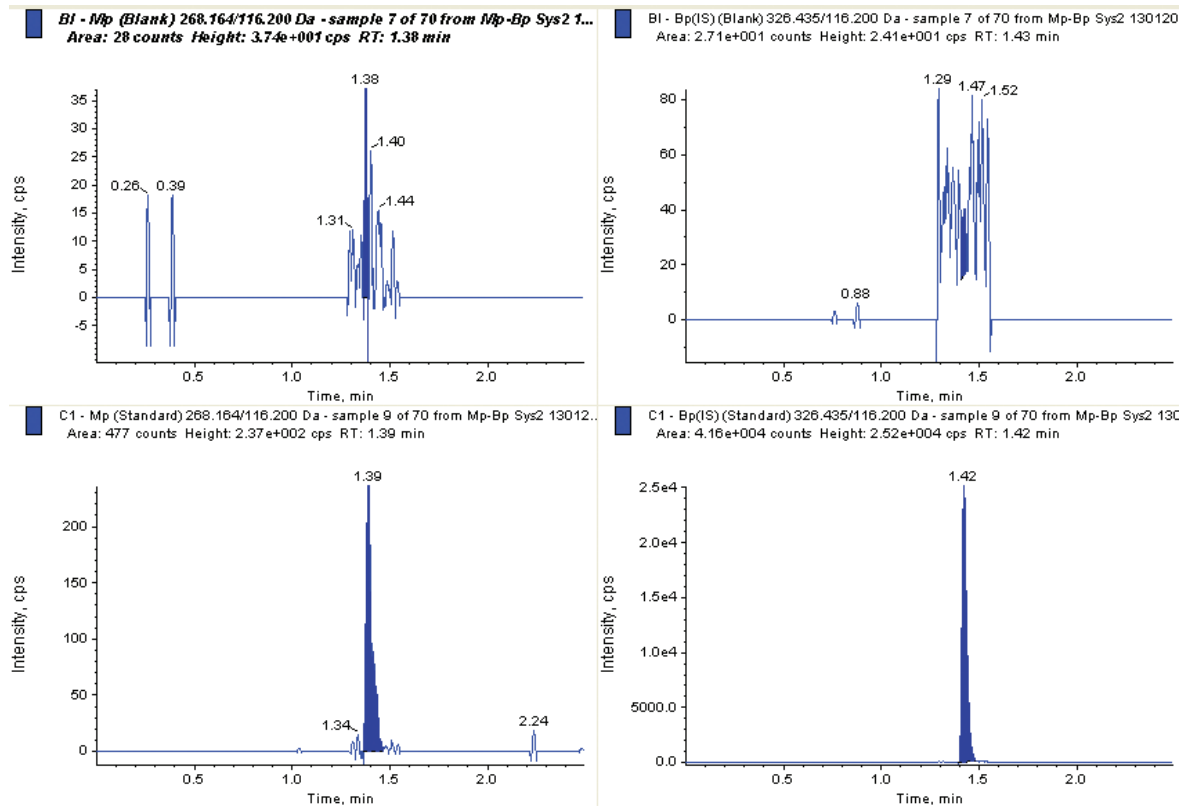 BI - Mp (Blank) 268.164/116.200 Da - sample 7 of 70 from Mp-Bp Sys2 1...
Area: 28 counts Height: 3.74e+001 cps RT: 1.38 min
1.38
35
30
1.40
25
20
0.26
0.39
1.44
15
1.31
10
5
0
-5
Intensity, cps
0.5
1.0
1.5
2.0
Time, min
BI - Bp(IS) (Blank) 326.435/116.200 Da - sample 7 of 70 from Mp-Bp Sys2 130120
Area: 2.71e+001 counts Height: 2.41e+001 cps RT: 1.43 min
1.29
1.47
1.52
80
60
40
20
0.88
0
Intensity, cps
0.5
1.0
1.5
2.0
Time, min
C1 - Mp (Standard) 268.164/116.200 Da - sample 9 of 70 from Mp-Bp Sys2 13012...
Area: 477 counts Height: 2.37e+002 cps RT: 1.39 min
1.39
200
150
100
50
1.34
2.24
0
Intensity, cps
0.5
1.0
1.5
2.0
Time, min
C1 - Bp(IS) (Standard) 326.435/116.200 Da - sample 9 of 70 from Mp-Bp Sys2 130
Area: 4.16e+004 counts Height: 2.52e+004 cps RT: 1.42 min
1.42
2.5e4
2.0e4
1.5e4
1.0e4
5000.0
0.0
Intensity, cps
0.5
1.0
1.5
2.0
Time, min